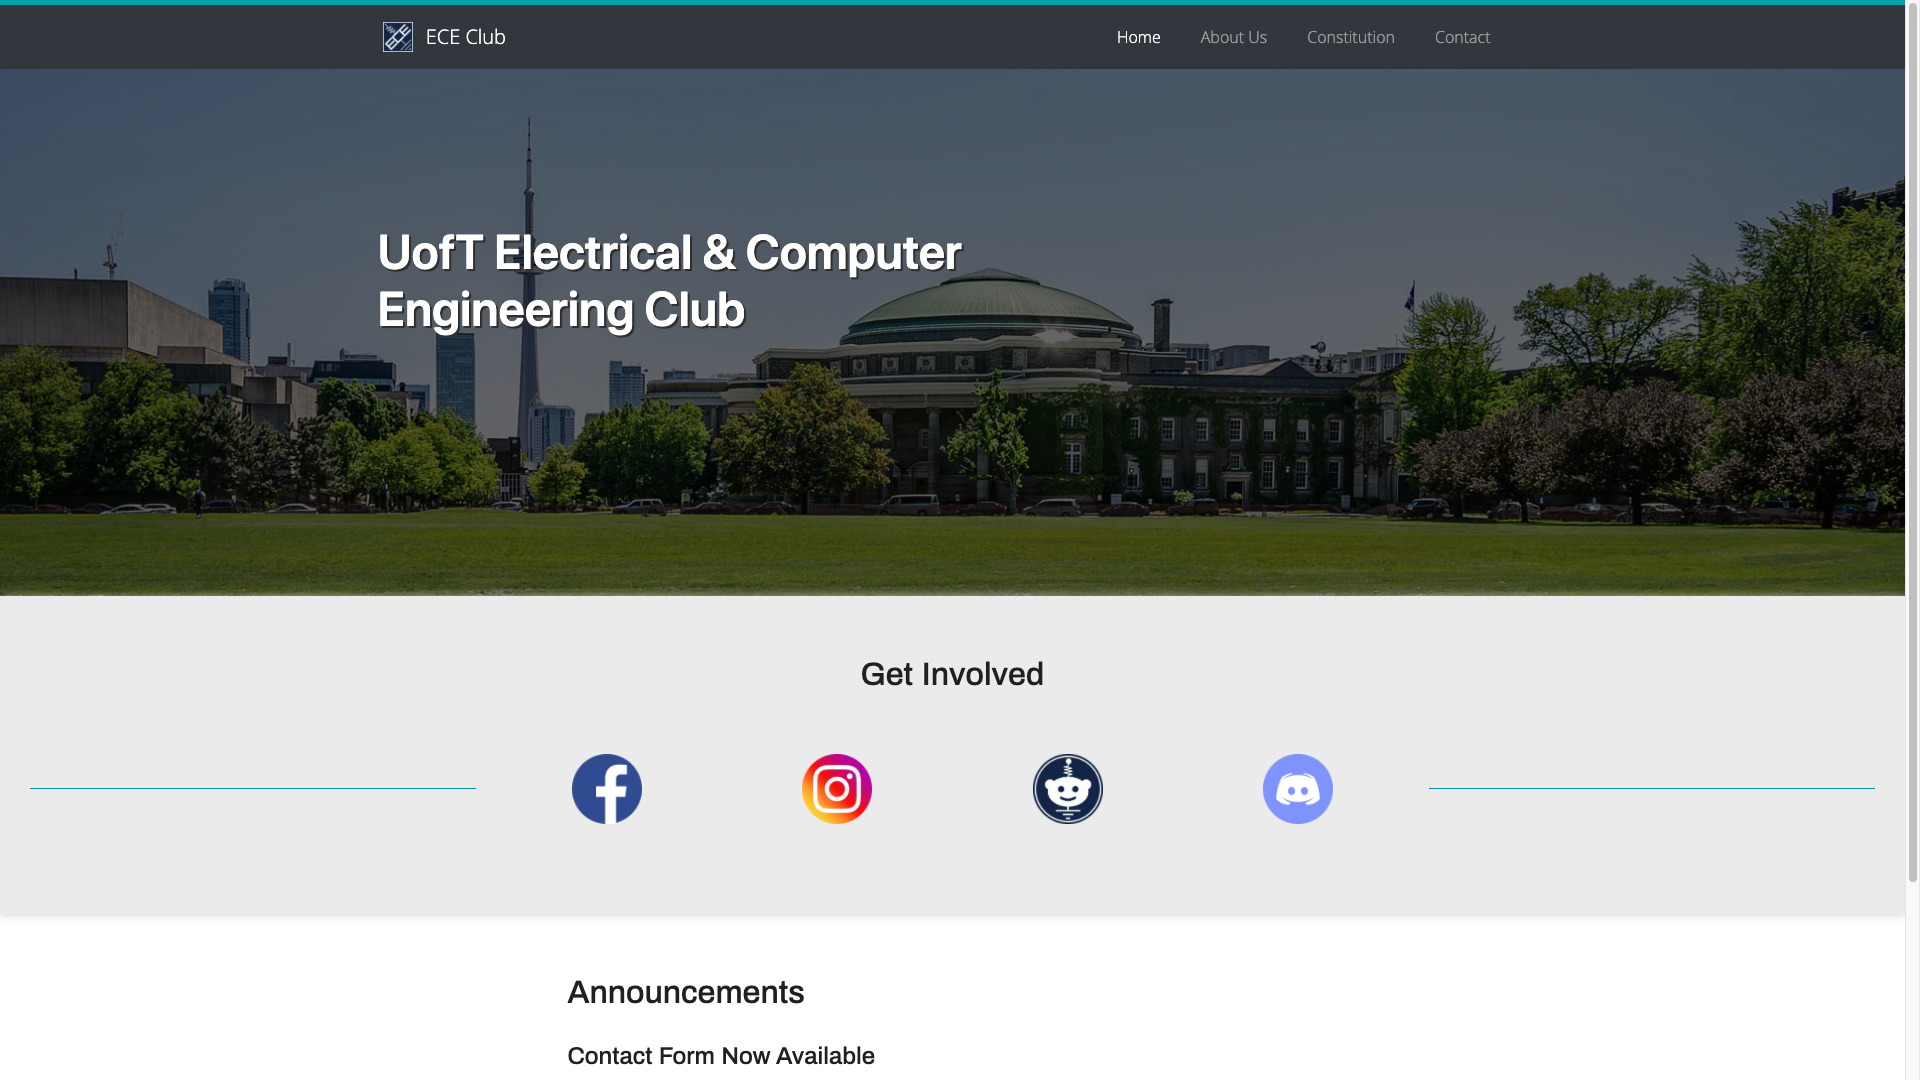 ECE Club
Home
About Us
Constitution
Contact
UofT Electrical & Computer
Engineering Club
Get Involved
Announcements
Contact Form Now Available